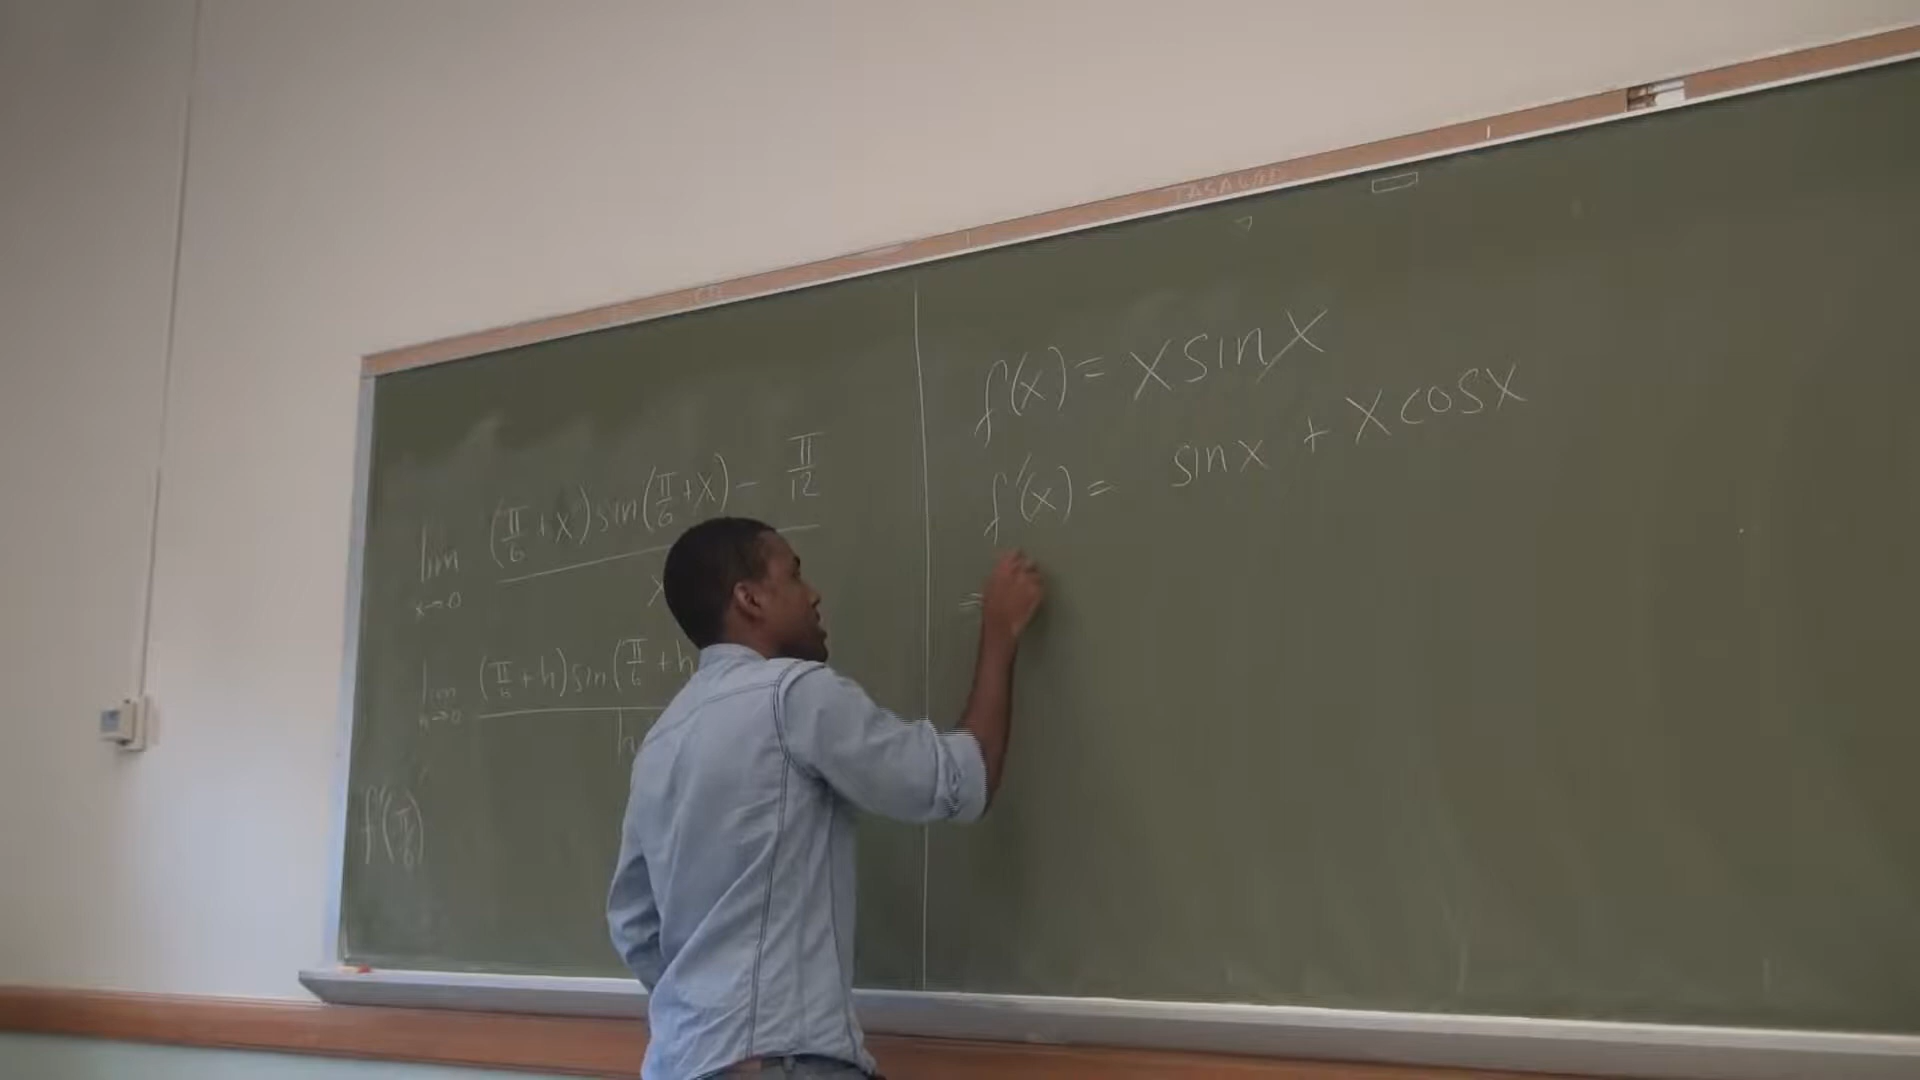 lim x→0 (π/6 + x) sin(π/6 + x) - π/12
lim h→0 (π/6 + h) sin(π/6 + h
h
f'(π/6)
f(x) = x sin x
f'(x) = sin x + x cos x
=